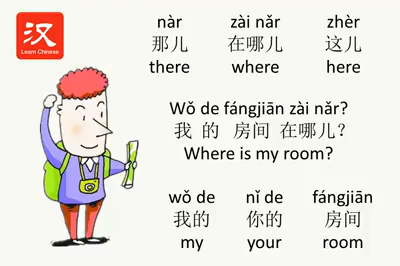 汉
Learn Chinese
nàr zài nǎr zhèr
那儿 在哪儿 这儿
there where here
Wǒ de fángjiān zài nǎr?
我 的 房间 在哪儿？
Where is my room?
wǒ de nǐ de fángjiān
我的 你的 房间
my your room